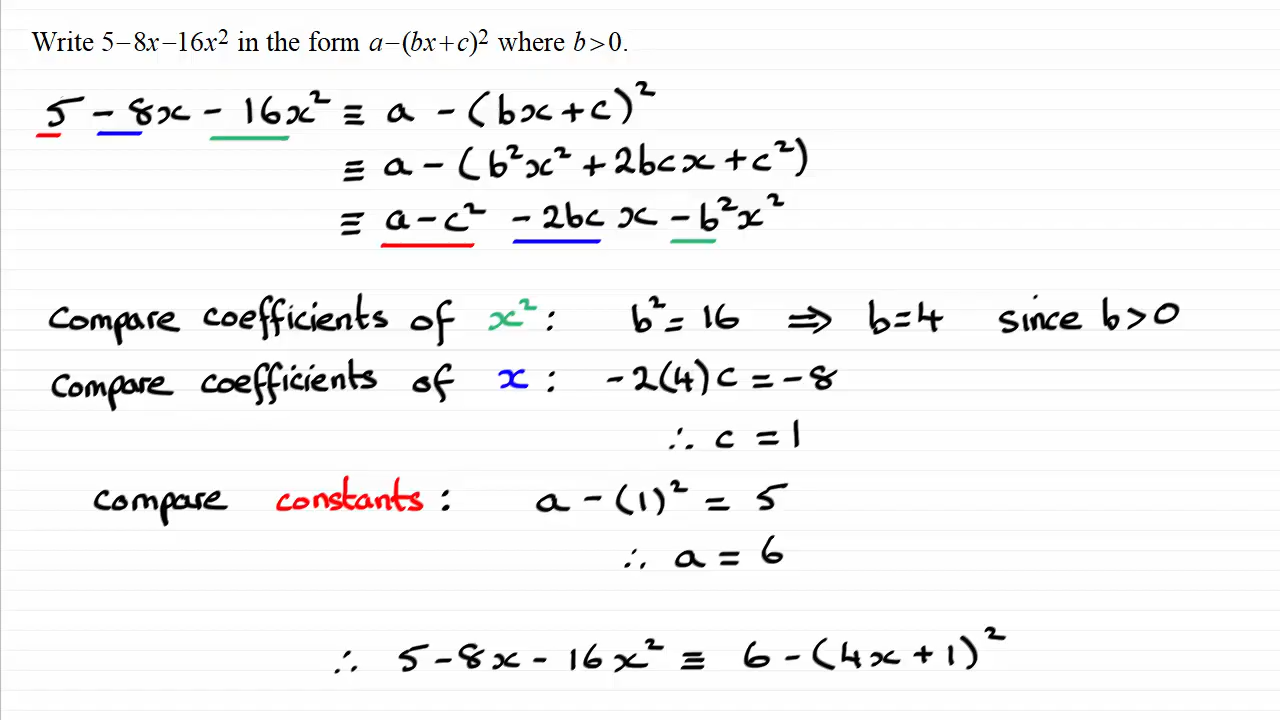 Write 5−8x−16x² in the form a−(bx+c)² where b>0.
5 − 8x − 16x² ≡ a − (bx + c)²
≡ a − (b²x² + 2bcx + c²)
≡ a − c² − 2bc x − b²x²
Compare coefficients of x² : b² = 16 ⇒ b=4 since b>0
Compare coefficients of x : −2(4)c = −8
∴ c = 1
Compare constants : a − (1)² = 5
∴ a = 6
∴ 5−8x − 16x² ≡ 6 − (4x + 1)²